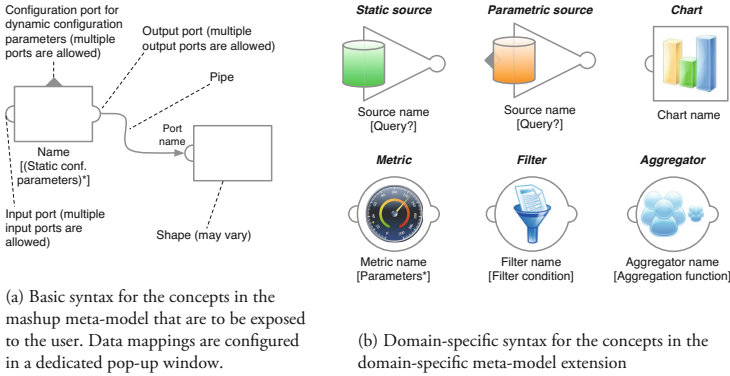 Configuration port for
dynamic configuration
parameters (multiple
ports are allowed)
Output port (multiple
output ports are allowed)
Pipe
Port
name
Name
[(Static conf.
parameters)*]
Input port (multiple
input ports are
allowed)
Shape (may vary)
(a) Basic syntax for the concepts in the
mashup meta-model that are to be exposed
to the user. Data mappings are configured
in a dedicated pop-up window.
Static source
Parametric source
Chart
Source name
[Query?]
Source name
[Query?]
Chart name
Metric
Filter
Aggregator
Metric name
[Parameters*]
Filter name
[Filter condition]
Aggregator name
[Aggregation function]
(b) Domain-specific syntax for the concepts in the
domain-specific meta-model extension